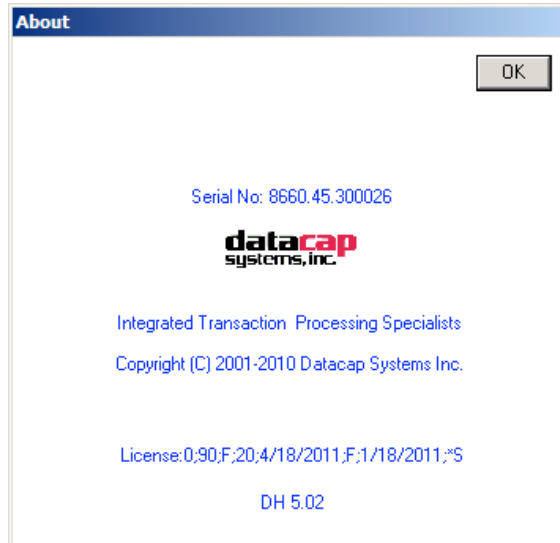 About
OK
Serial No: 8660.45.300026
datacap
systems,inc.
Integrated Transaction  Processing Specialists
Copyright (C) 2001-2010 Datacap Systems Inc.
License:0;90;F;20;4/18/2011;F;1/18/2011;*S
DH 5.02